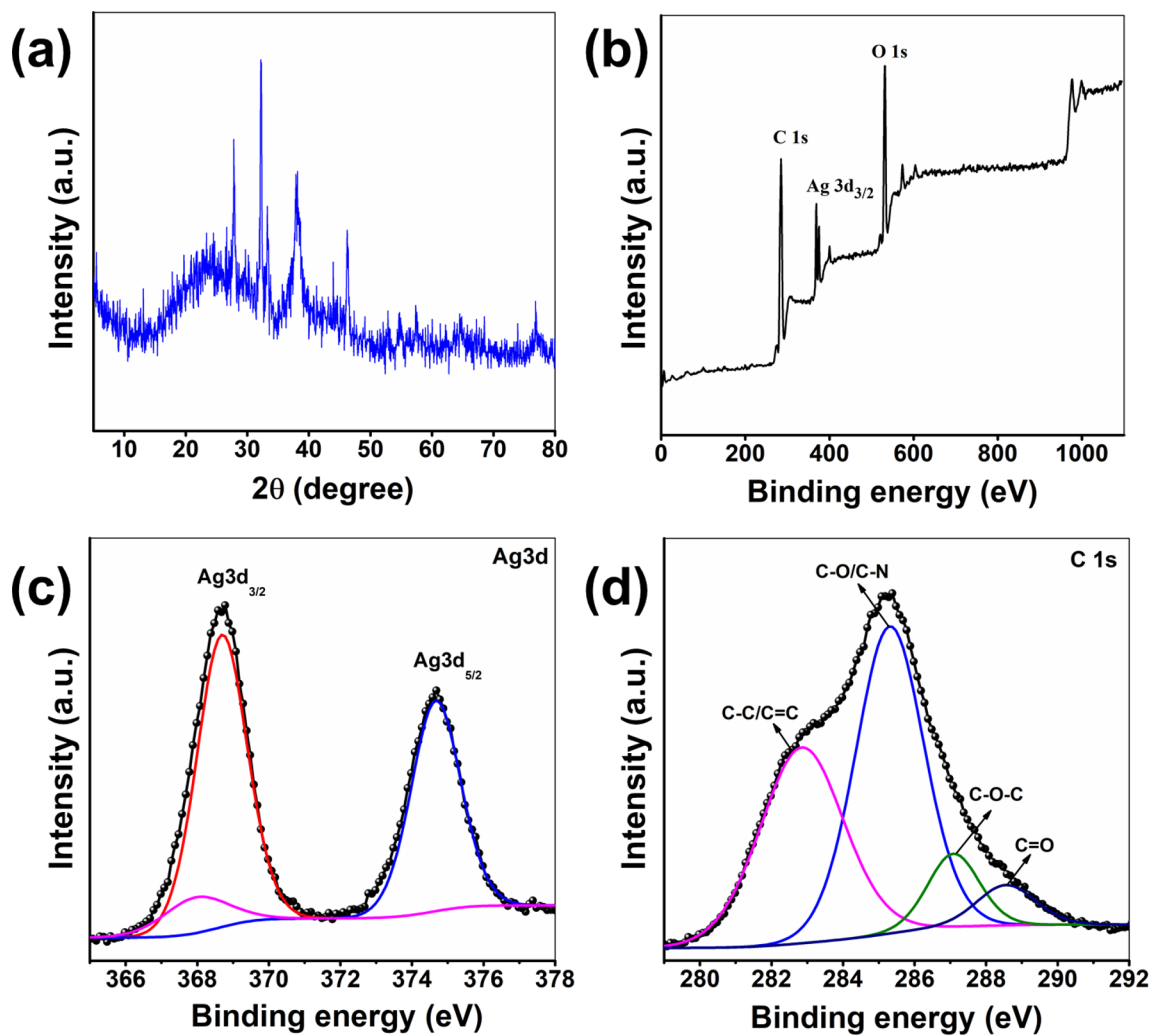 (a)
Intensity (a.u.)
10 20 30 40 50 60 70 80
2θ (degree)
(b)
Intensity (a.u.)
O 1s
C 1s
Ag 3d3/2
0 200 400 600 800 1000
Binding energy (eV)
(c)
Intensity (a.u.)
Ag3d
Ag3d3/2
Ag3d5/2
366 368 370 372 374 376 378
Binding energy (eV)
(d)
Intensity (a.u.)
C 1s
C-O/C-N
C-C/C=C
C-O-C
C=O
280 282 284 286 288 290 292
Binding energy (eV)